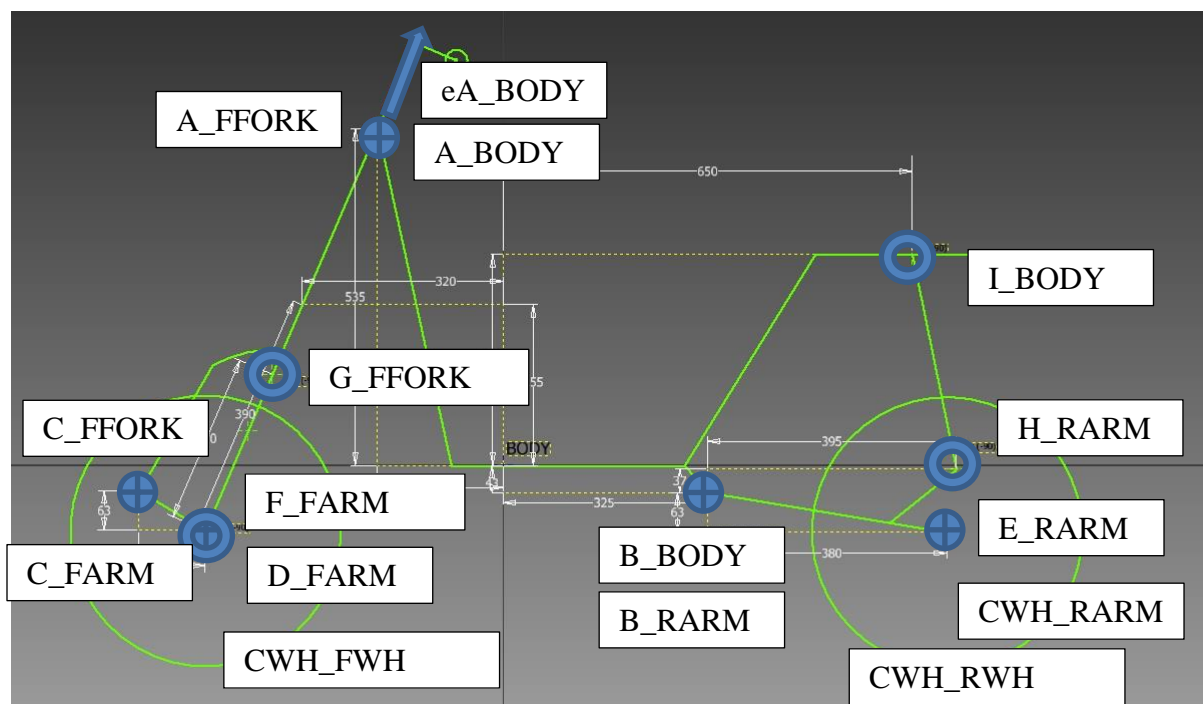 eA_BODY
A_FFORK
A_BODY
650
I_BODY
320
535
G_FFORK
55
390
0
C_FFORK
BODY
395
H_RARM
37
F_FARM
63
325
63
E_RARM
B_BODY
380
C_FARM
D_FARM
CWH_RARM
B_RARM
CWH_FWH
CWH_RWH